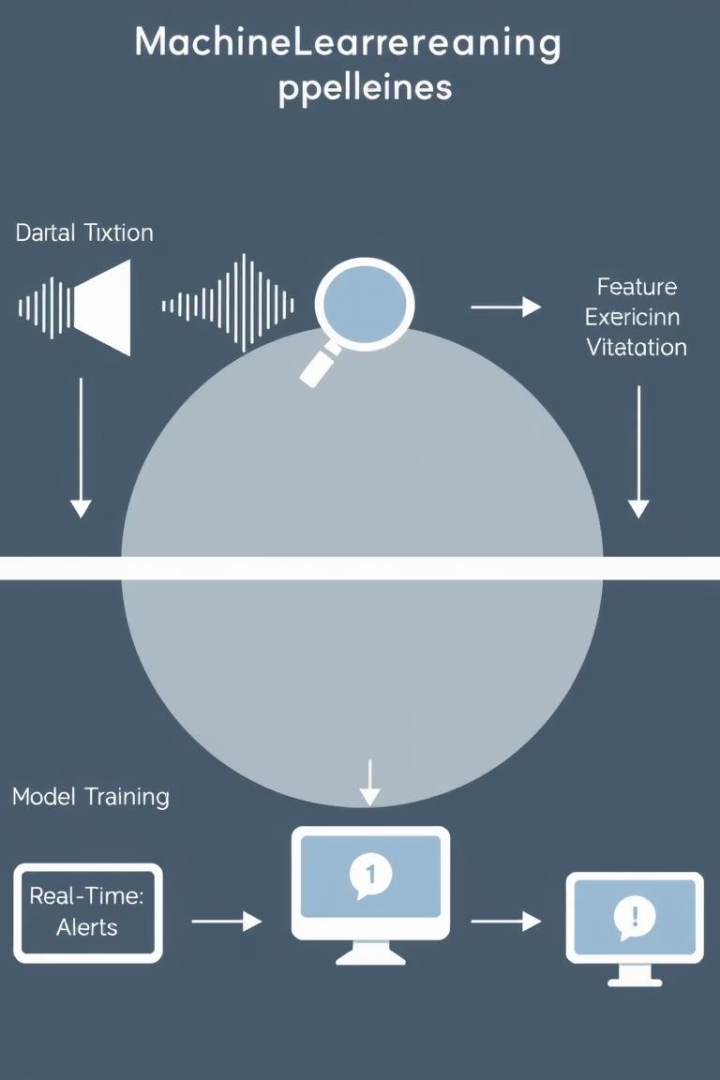 MachineLearrereaning
ppelleines
Dartal Tixtion
Feature
Exericinn
Vitatation
Model Training
Real-Time:
Alerts
1
!